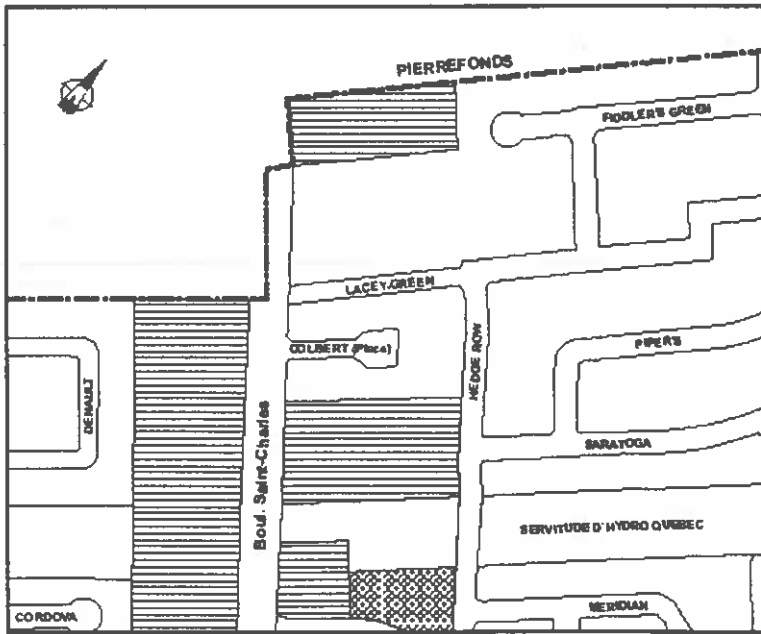 PIERREFONDS
FIDDLER'S GREEN
LACEY-GREEN
COLBERT (Place)
HEDGE ROW
PIPER'S
DENAULT
Boul. Saint-Charles
SARATOGA
SERVITUDE D'HYDRO QUEBEC
CORDOVA
MERIDIAN